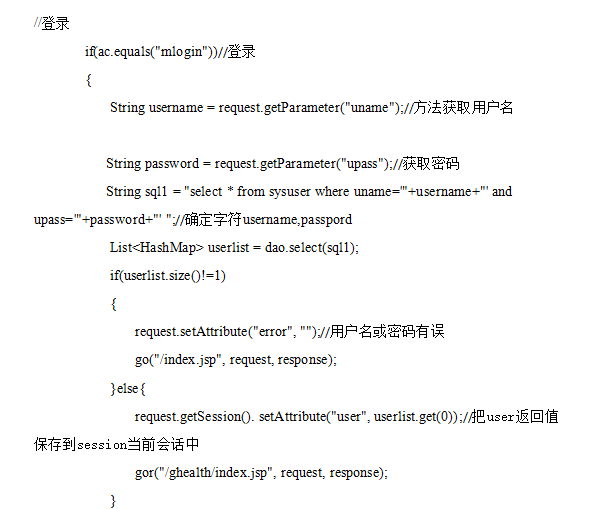 //登录
if(ac.equals("mlogin"))//登录
{
String username = request.getParameter("uname");//方法获取用户名
String password = request.getParameter("upass");//获取密码
String sql1 = "select * from sysuser where uname='"+username+"' and
upass='"+password+"' ";//确定字符username,passpord
List<HashMap> userlist = dao.select(sql1);
if(userlist.size()!=1)
{
request.setAttribute("error", "");//用户名或密码有误
go("/index.jsp", request, response);
}else{
request.getSession(). setAttribute("user", userlist.get(0));//把user返回值
保存到session当前会话中
gor("/ghealth/index.jsp", request, response);
}